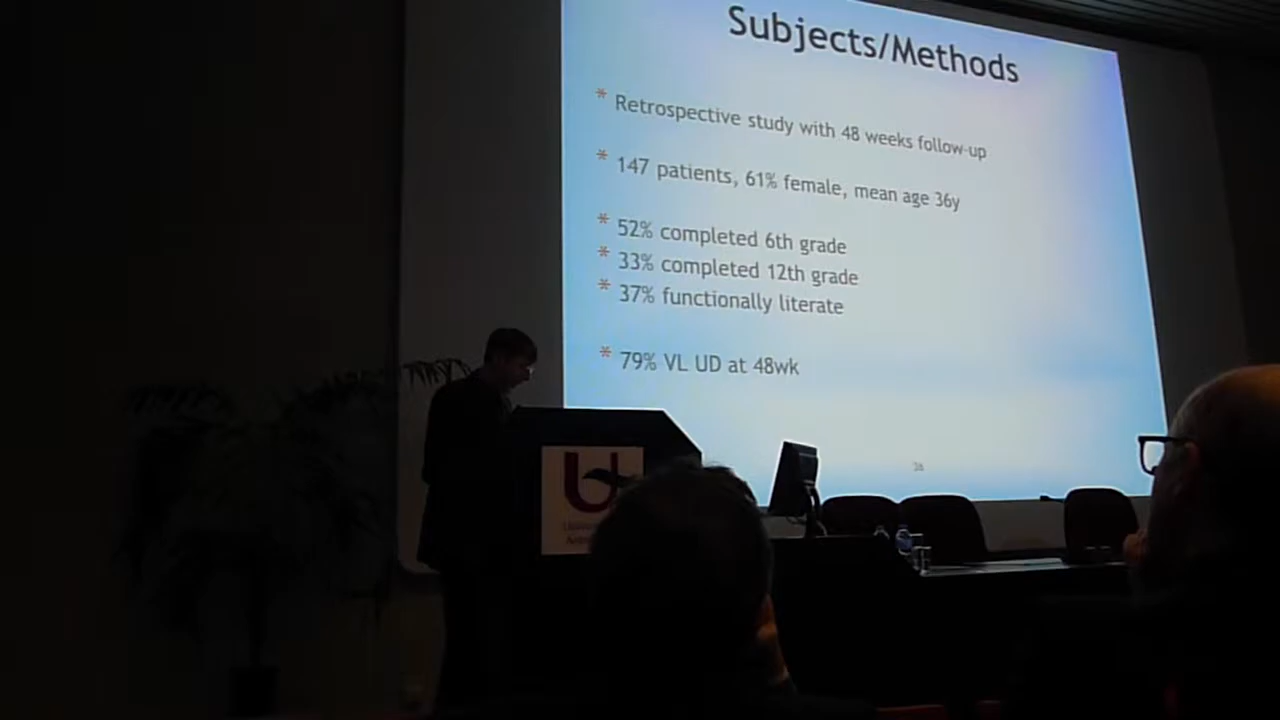 Subjects/Methods
* Retrospective study with 48 weeks follow-up
* 147 patients, 61% female, mean age 36y
* 52% completed 6th grade
* 33% completed 12th grade
* 37% functionally literate
* 79% VL UD at 48wk
U